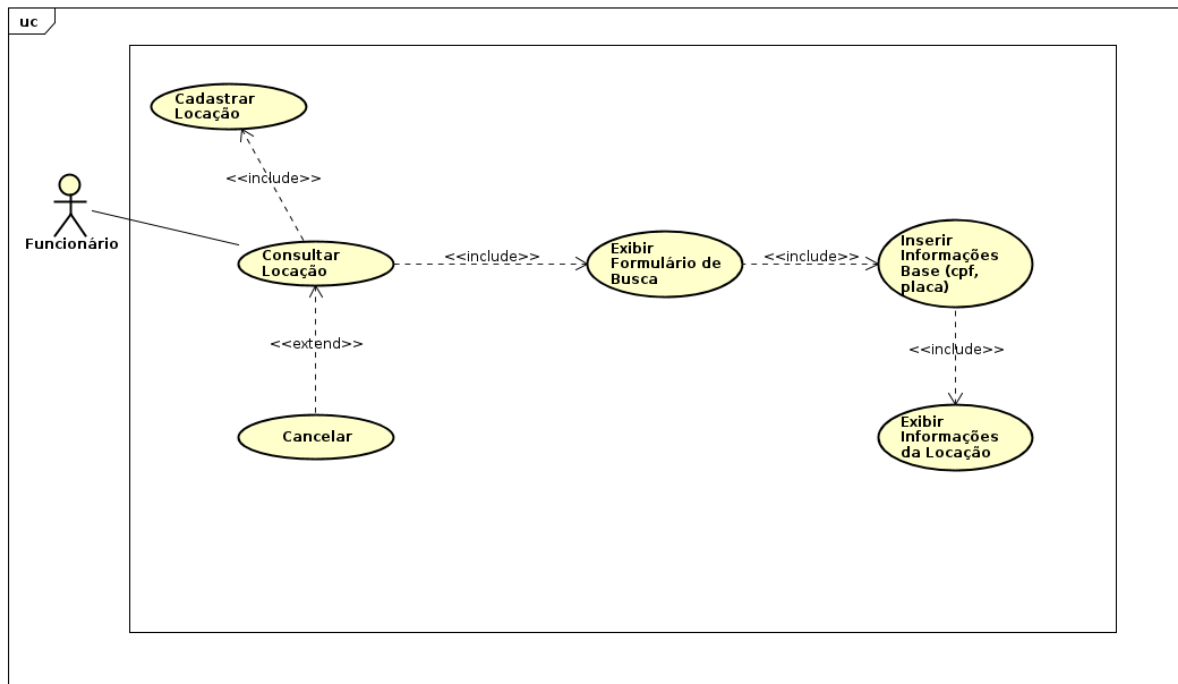 uc
Cadastrar
Locação
<<include>>
Funcionário
Consultar
Locação
<<include>>
Exibir
Formulário de
Busca
<<include>>
Inserir
Informações
Base (cpf,
placa)
<<extend>>
<<include>>
Cancelar
Exibir
Informações
da Locação